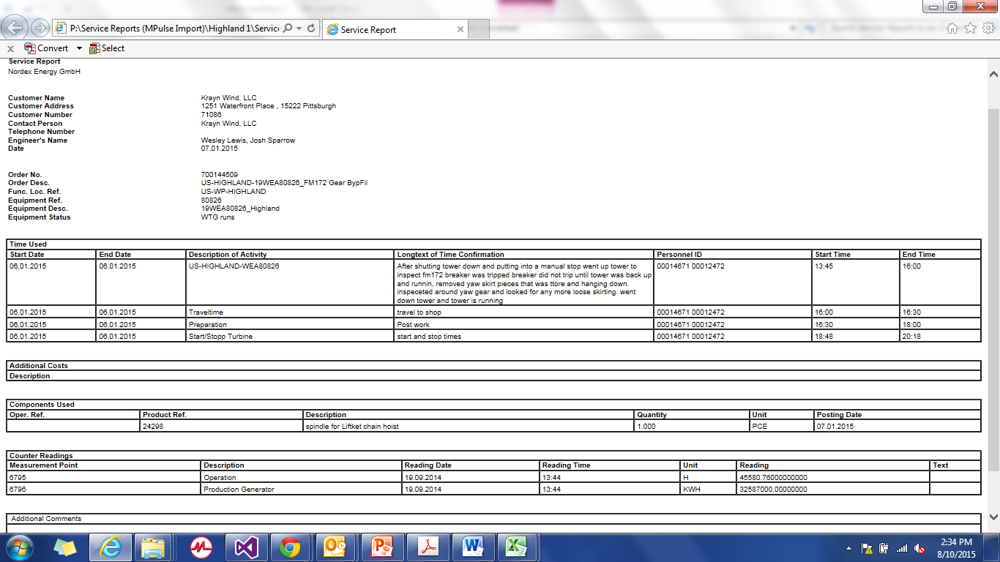 P:\Service Reports (MPulse Import)\Highland 1\Servic
Service Report
x Convert Select
Service Report
Nordex Energy GmbH
Customer Name Krayn Wind, LLC
Customer Address 1251 Waterfront Place , 15222 Pittsburgh
Customer Number 71086
Contact Person Krayn Wind, LLC
Telephone Number
Engineer's Name Wesley Lewis, Josh Sparrow
Date 07.01.2015
Order No. 700144509
Order Desc. US-HIGHLAND-19WEA80826_FM172 Gear BypFil
Func. Loc. Ref. US-WP-HIGHLAND
Equipment Ref. 80826
Equipment Desc. 19WEA80826_Highland
Equipment Status WTG runs
Time Used
Start Date End Date Description of Activity Longtext of Time Confirmation Personnel ID Start Time End Time
06.01.2015 06.01.2015 US-HIGHLAND-WEA80826 After shutting tower down and putting into a manual stop went up tower to 00014671 00012472 13:45 16:00
inspect fm172 breaker was tripped breaker did not trip until tower was back up
and runnin, removed yaw skirt pieces that was ttore and hanging down.
inspeceted around yaw gear and looked for any more loose skirting. went
down tower and tower is running
06.01.2015 06.01.2015 Traveltime travel to shop 00014671 00012472 16:00 16:30
06.01.2015 06.01.2015 Preparation Post work 00014671 00012472 16:30 18:00
06.01.2015 06.01.2015 Start/Stopp Turbine start and stop times 00014671 00012472 18:48 20:18
Additional Costs
Description
Components Used
Oper. Ref. Product Ref. Description Quantity Unit Posting Date
24298 spindle for Liftket chain hoist 1.000 PCE 07.01.2015
Counter Readings
Measurement Point Description Reading Date Reading Time Unit Reading Text
6795 Operation 19.09.2014 13:44 H 45580.76000000000
6796 Production Generator 19.09.2014 13:44 KWH 32587000.00000000
Additional Comments
2:34 PM
8/10/2015